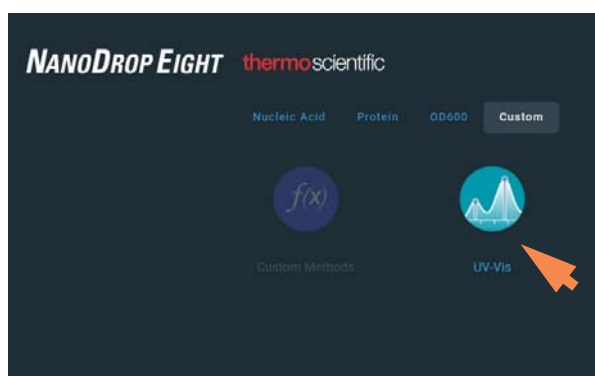 NANODROP EIGHT thermoscientific
Nucleic Acid Protein OD600 Custom
f(x)
Custom Methods UV-Vis